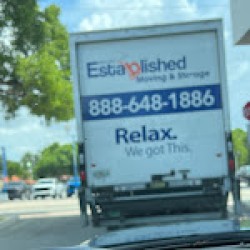 Established
Moving & Storage
888-648-1886
Relax.
We got This.